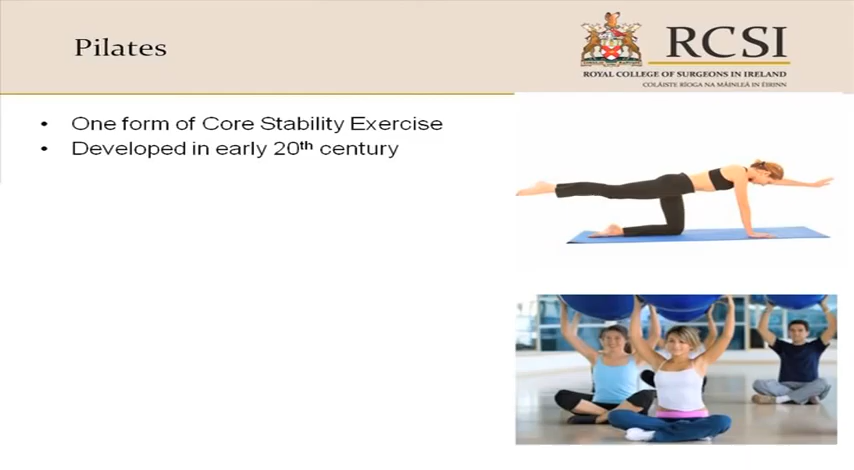 Pilates
RCSI
ROYAL COLLEGE OF SURGEONS IN IRELAND
COLÁISTE RÍOGA NA MÁINLEÁ IN ÉIRINN
• One form of Core Stability Exercise
• Developed in early 20th century